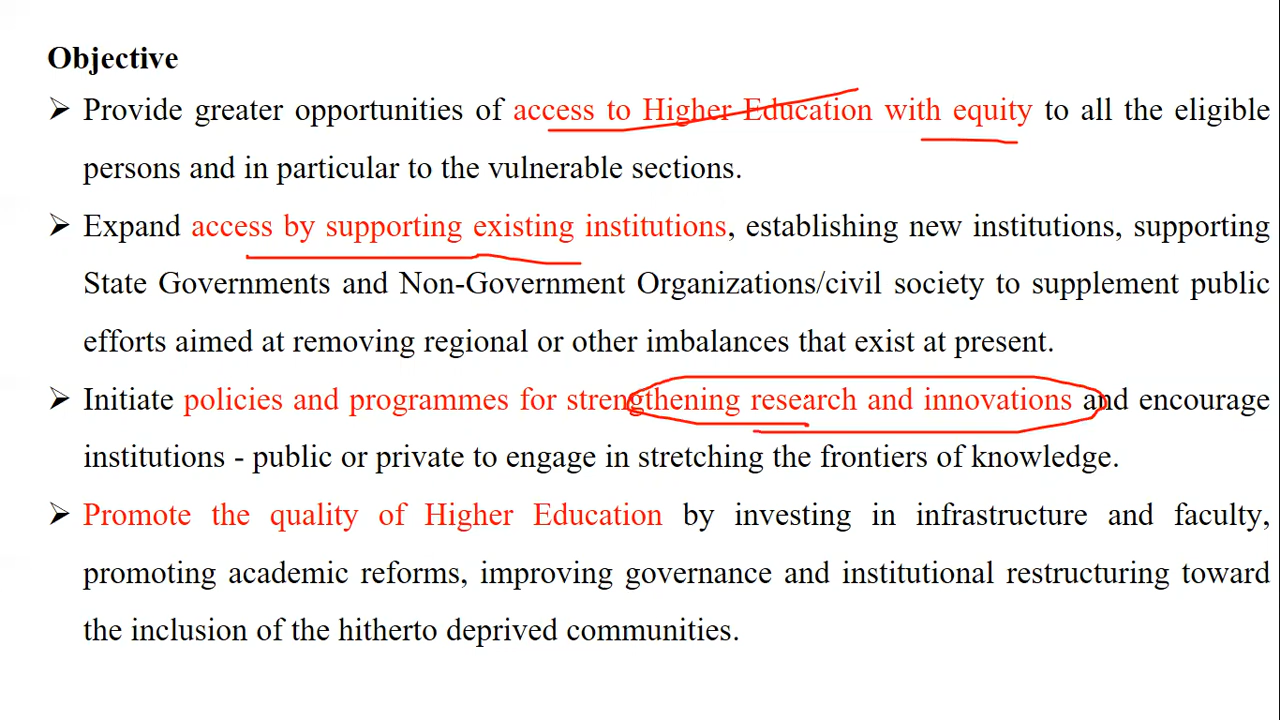 Objective
➢ Provide greater opportunities of access to Higher Education with equity to all the eligible
persons and in particular to the vulnerable sections.
➢ Expand access by supporting existing institutions, establishing new institutions, supporting
State Governments and Non-Government Organizations/civil society to supplement public
efforts aimed at removing regional or other imbalances that exist at present.
➢ Initiate policies and programmes for strengthening research and innovations and encourage
institutions - public or private to engage in stretching the frontiers of knowledge.
➢ Promote the quality of Higher Education by investing in infrastructure and faculty,
promoting academic reforms, improving governance and institutional restructuring toward
the inclusion of the hitherto deprived communities.